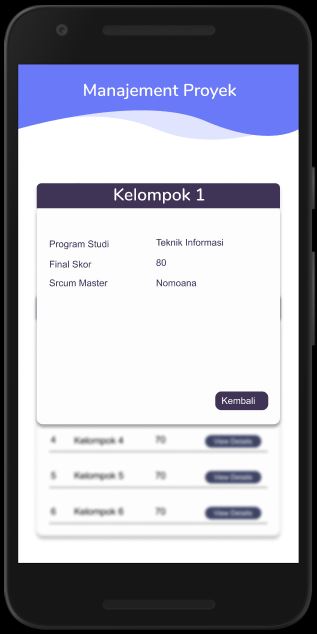 Manajemen Proyek
Kelompok 1
Program Studi Teknik Informasi
Final Skor 80
Srcum Master Nomoana
Kembali
4 Kelompok 4 70 View Details
5 Kelompok 5 70 View Details
6 Kelompok 6 70 View Details